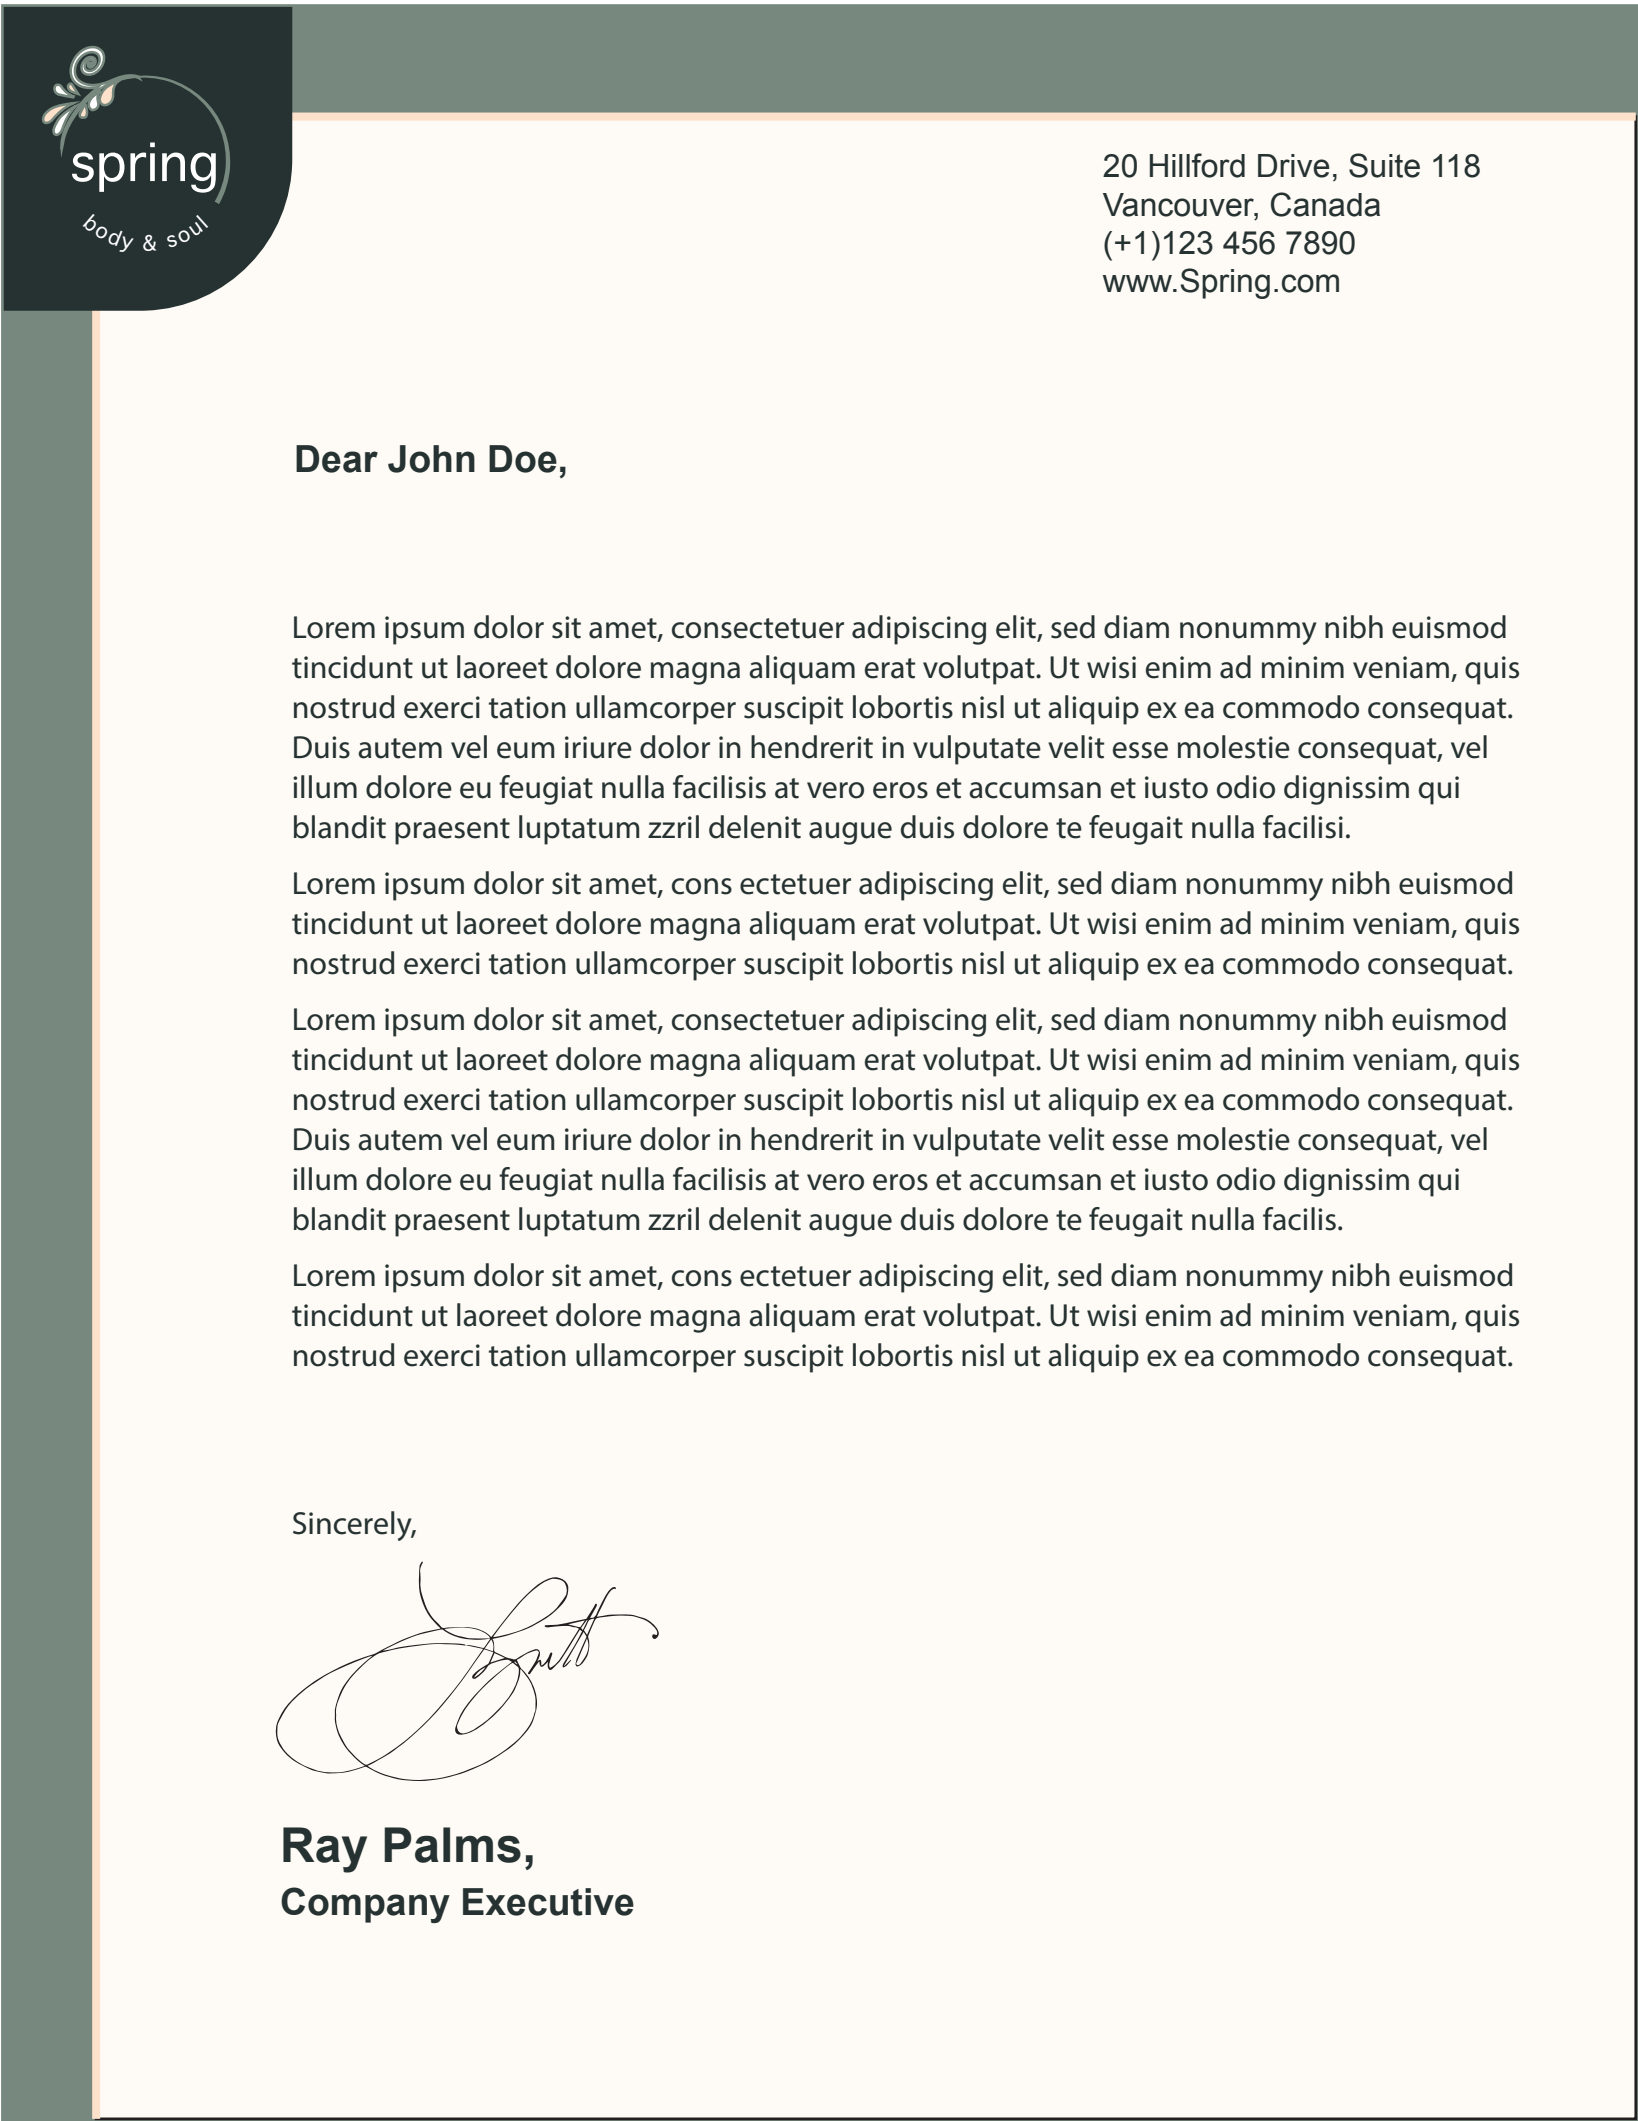 spring
body & soul
20 Hillford Drive, Suite 118
Vancouver, Canada
(+1)123 456 7890
www.Spring.com
Dear John Doe,
Lorem ipsum dolor sit amet, consectetuer adipiscing elit, sed diam nonummy nibh euismod
tincidunt ut laoreet dolore magna aliquam erat volutpat. Ut wisi enim ad minim veniam, quis
nostrud exerci tation ullamcorper suscipit lobortis nisl ut aliquip ex ea commodo consequat.
Duis autem vel eum iriure dolor in hendrerit in vulputate velit esse molestie consequat, vel
illum dolore eu feugiat nulla facilisis at vero eros et accumsan et iusto odio dignissim qui
blandit praesent luptatum zzril delenit augue duis dolore te feugait nulla facilisi.
Lorem ipsum dolor sit amet, cons ectetuer adipiscing elit, sed diam nonummy nibh euismod
tincidunt ut laoreet dolore magna aliquam erat volutpat. Ut wisi enim ad minim veniam, quis
nostrud exerci tation ullamcorper suscipit lobortis nisl ut aliquip ex ea commodo consequat.
Lorem ipsum dolor sit amet, consectetuer adipiscing elit, sed diam nonummy nibh euismod
tincidunt ut laoreet dolore magna aliquam erat volutpat. Ut wisi enim ad minim veniam, quis
nostrud exerci tation ullamcorper suscipit lobortis nisl ut aliquip ex ea commodo consequat.
Duis autem vel eum iriure dolor in hendrerit in vulputate velit esse molestie consequat, vel
illum dolore eu feugiat nulla facilisis at vero eros et accumsan et iusto odio dignissim qui
blandit praesent luptatum zzril delenit augue duis dolore te feugait nulla facilis.
Lorem ipsum dolor sit amet, cons ectetuer adipiscing elit, sed diam nonummy nibh euismod
tincidunt ut laoreet dolore magna aliquam erat volutpat. Ut wisi enim ad minim veniam, quis
nostrud exerci tation ullamcorper suscipit lobortis nisl ut aliquip ex ea commodo consequat.
Sincerely,
Ray Palms,
Company Executive